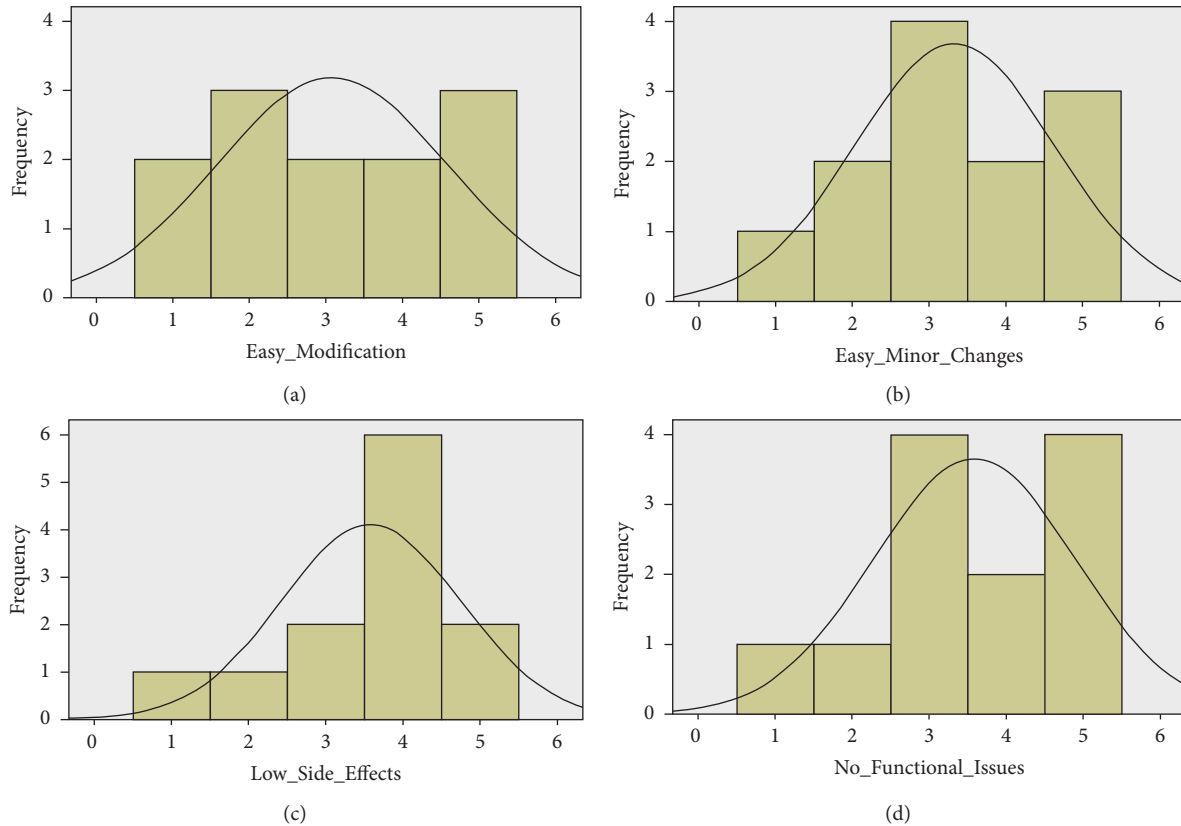 4
3
2
1
0
Frequency
0 1 2 3 4 5 6
Easy_Modification
(a)
4
3
2
1
0
Frequency
0 1 2 3 4 5 6
Easy_Minor_Changes
(b)
6
5
4
3
2
1
0
Frequency
0 1 2 3 4 5 6
Low_Side_Effects
(c)
4
3
2
1
0
Frequency
0 1 2 3 4 5 6
No_Functional_Issues
(d)